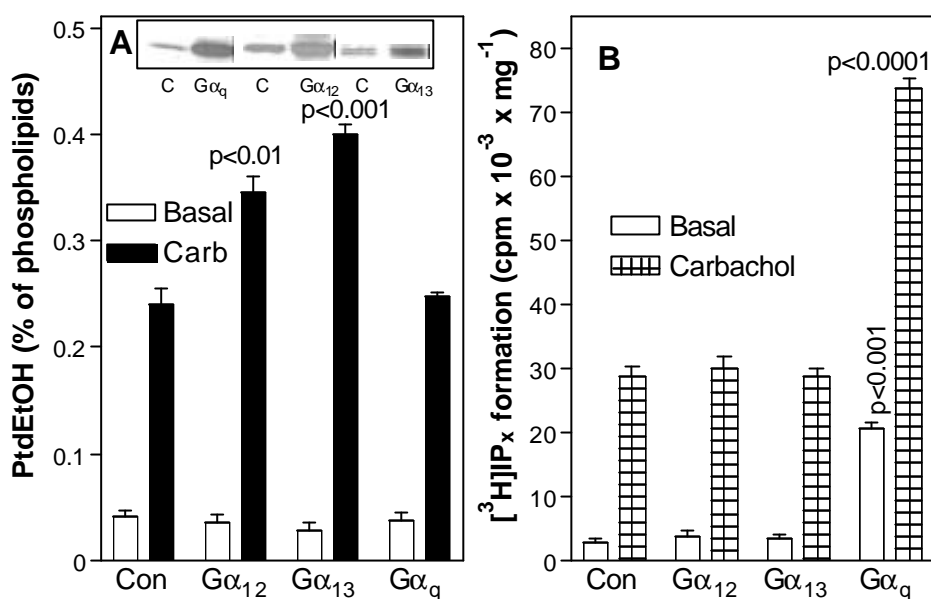 A
C Gαq C Gα12 C Gα13
PtdEtOH (% of phospholipids)
0.5
0.4
0.3
0.2
0.1
0
p<0.01
p<0.001
Basal
Carb
Con Gα12 Gα13 Gαq
B
[³H]IPx formation (cpm x 10⁻³ x mg⁻¹)
80
70
60
50
40
30
20
10
0
p<0.0001
p<0.001
Basal
Carbachol
Con Gα12 Gα13 Gαq